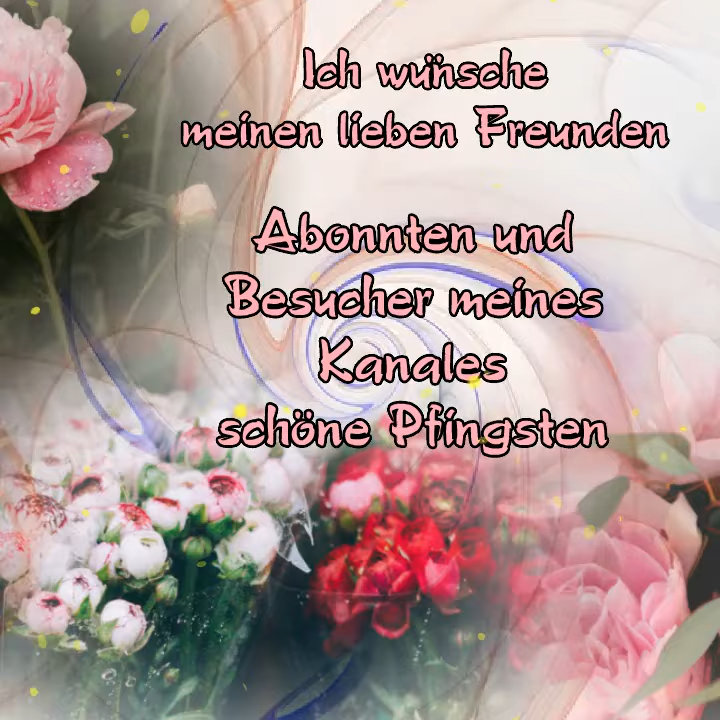 Ich wünsche
meinen lieben Freunden
Abonnten und
Besucher meines
Kanales
schöne Pfingsten